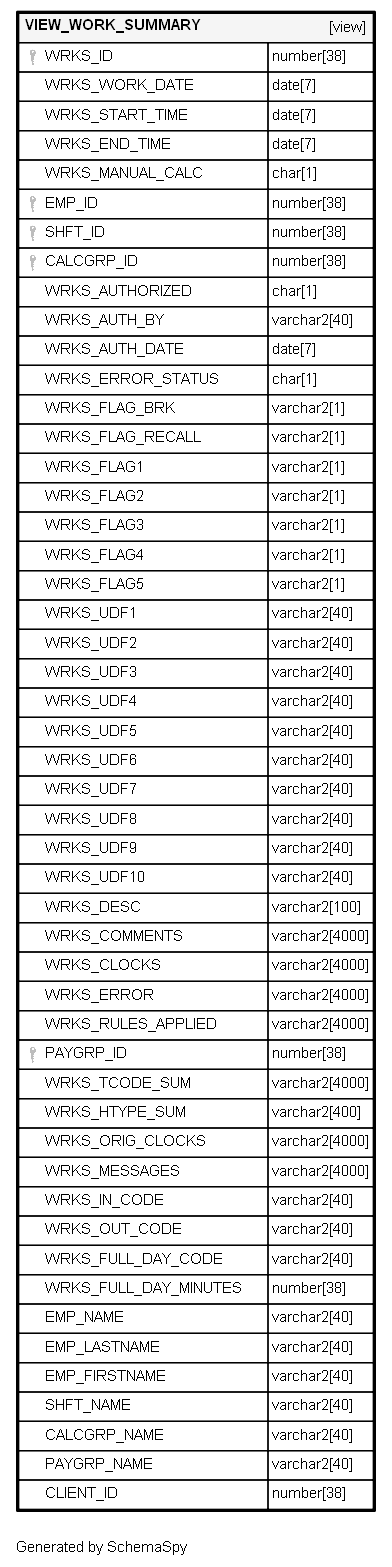 VIEW_WORK_SUMMARY [view]
WRKS_ID number[38]
WRKS_WORK_DATE date[7]
WRKS_START_TIME date[7]
WRKS_END_TIME date[7]
WRKS_MANUAL_CALC char[1]
EMP_ID number[38]
SHFT_ID number[38]
CALCGRP_ID number[38]
WRKS_AUTHORIZED char[1]
WRKS_AUTH_BY varchar2[40]
WRKS_AUTH_DATE date[7]
WRKS_ERROR_STATUS char[1]
WRKS_FLAG_BRK varchar2[1]
WRKS_FLAG_RECALL varchar2[1]
WRKS_FLAG1 varchar2[1]
WRKS_FLAG2 varchar2[1]
WRKS_FLAG3 varchar2[1]
WRKS_FLAG4 varchar2[1]
WRKS_FLAG5 varchar2[1]
WRKS_UDF1 varchar2[40]
WRKS_UDF2 varchar2[40]
WRKS_UDF3 varchar2[40]
WRKS_UDF4 varchar2[40]
WRKS_UDF5 varchar2[40]
WRKS_UDF6 varchar2[40]
WRKS_UDF7 varchar2[40]
WRKS_UDF8 varchar2[40]
WRKS_UDF9 varchar2[40]
WRKS_UDF10 varchar2[40]
WRKS_DESC varchar2[100]
WRKS_COMMENTS varchar2[4000]
WRKS_CLOCKS varchar2[4000]
WRKS_ERROR varchar2[4000]
WRKS_RULES_APPLIED varchar2[4000]
PAYGRP_ID number[38]
WRKS_TCODE_SUM varchar2[4000]
WRKS_HTYPE_SUM varchar2[400]
WRKS_ORIG_CLOCKS varchar2[4000]
WRKS_MESSAGES varchar2[4000]
WRKS_IN_CODE varchar2[40]
WRKS_OUT_CODE varchar2[40]
WRKS_FULL_DAY_CODE varchar2[40]
WRKS_FULL_DAY_MINUTES number[38]
EMP_NAME varchar2[40]
EMP_LASTNAME varchar2[40]
EMP_FIRSTNAME varchar2[40]
SHFT_NAME varchar2[40]
CALCGRP_NAME varchar2[40]
PAYGRP_NAME varchar2[40]
CLIENT_ID number[38]
Generated by SchemaSpy